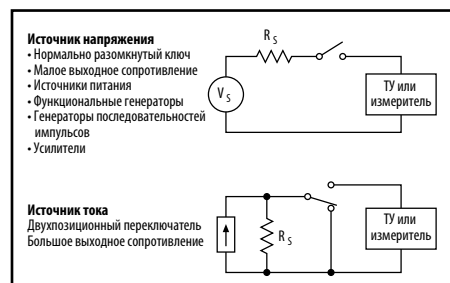 Источник напряжения
• Нормально разомкнутый ключ
• Малое выходное сопротивление
• Источники питания
• Функциональные генераторы
• Генераторы последовательностей
импульсов
• Усилители
R S
V S
ТУ или
измеритель
Источник тока
Двухпозиционный переключатель
Большое выходное сопротивление
R S
ТУ или
измеритель